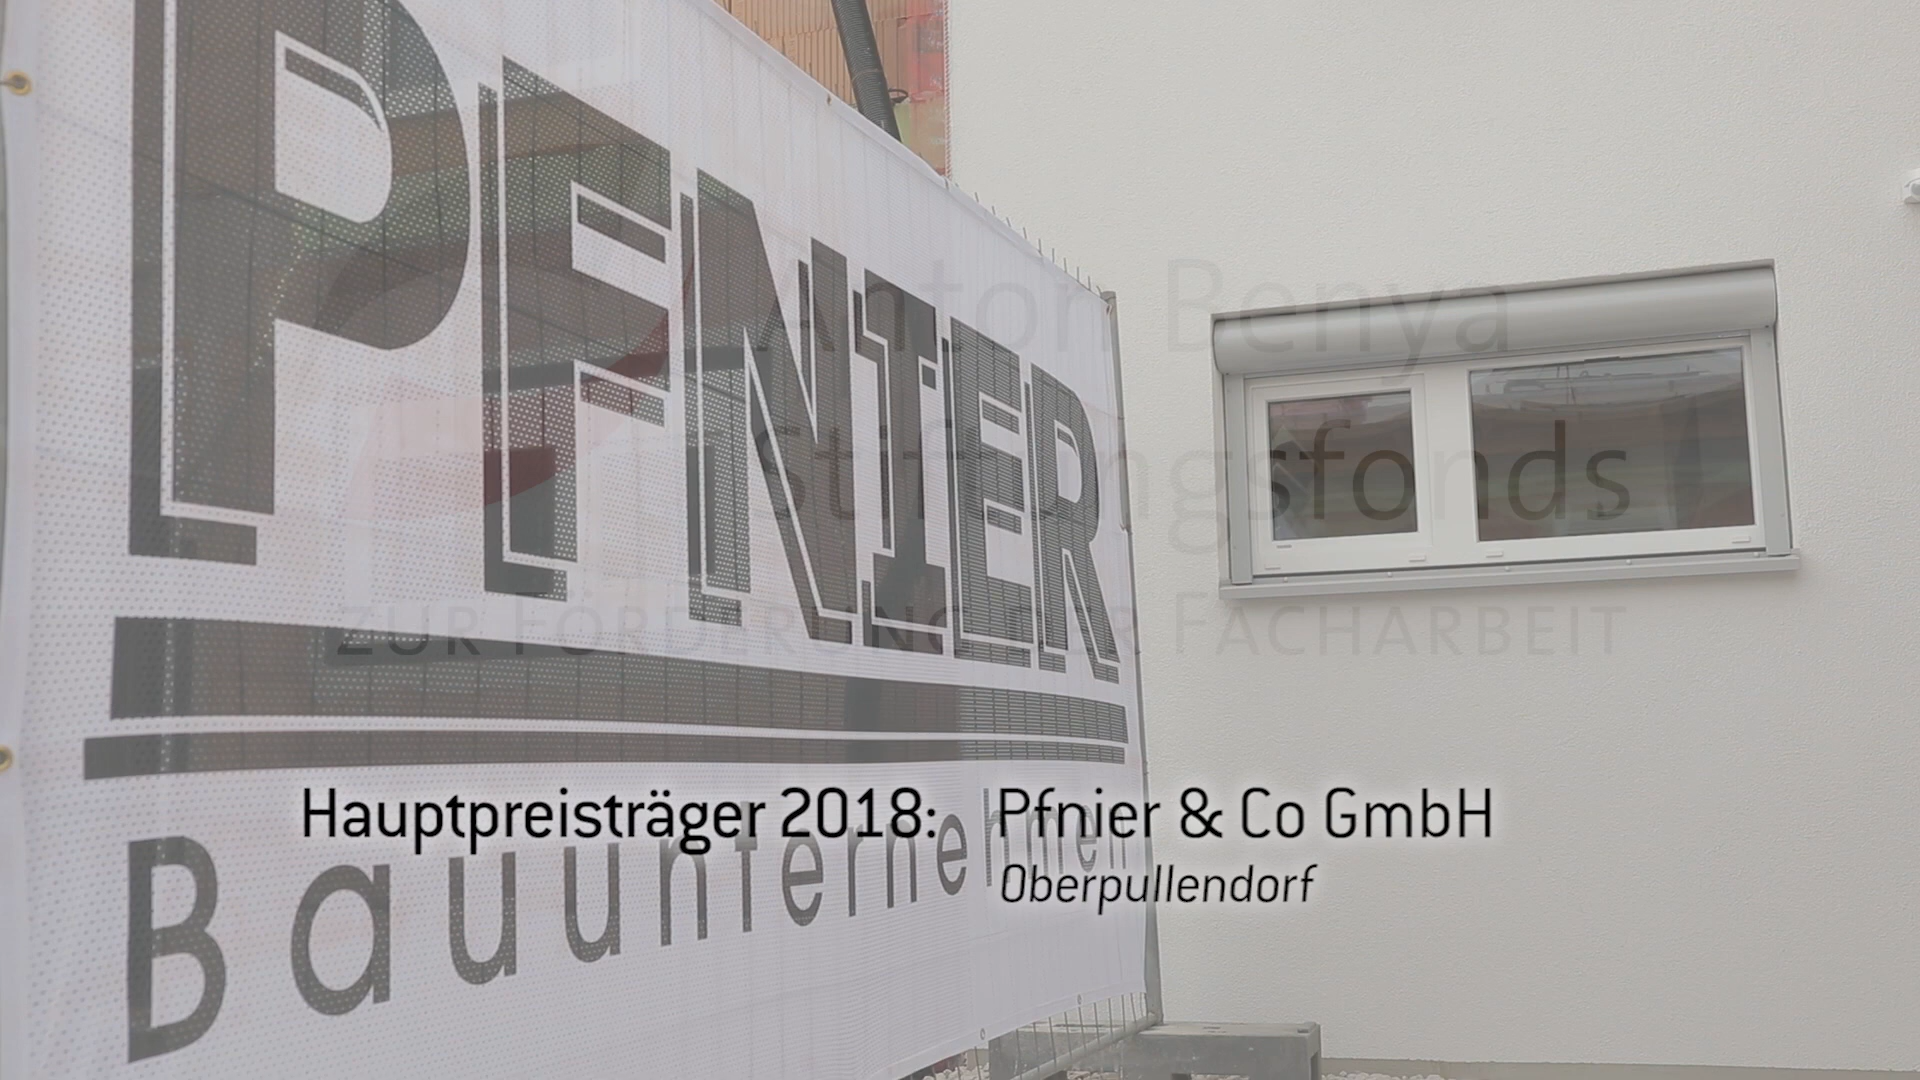 PFNIER
Bauunternehmen
Anton Benya
Stiftungsfonds
ZUR FÖRDERUNG DER FACHARBEIT
Hauptpreisträger 2018: Pfnier & Co GmbH
Oberpullendorf